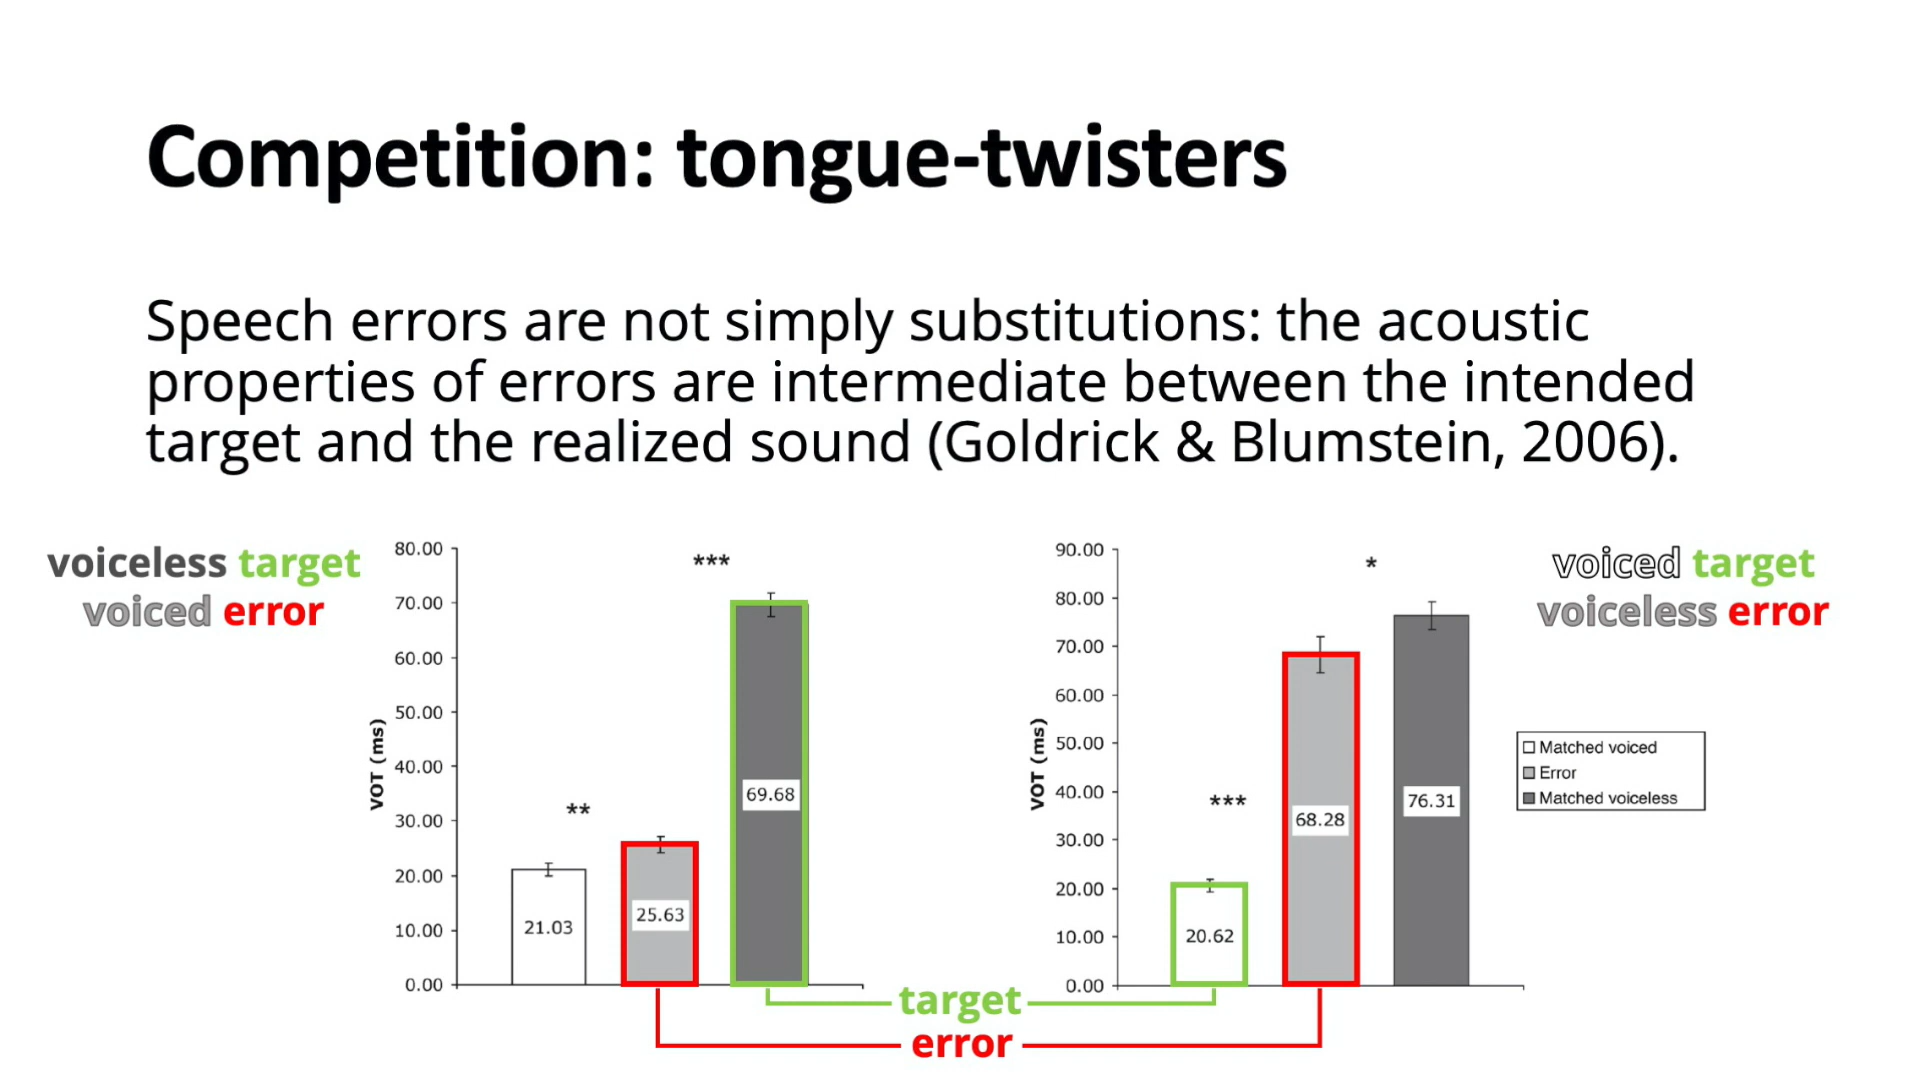 Competition: tongue-twisters
Speech errors are not simply substitutions: the acoustic
properties of errors are intermediate between the intended
target and the realized sound (Goldrick & Blumstein, 2006).
voiceless target
voiced error
80.00
70.00
60.00
50.00
40.00
30.00
20.00
10.00
0.00
VOT (ms)
**
***
21.03
25.63
69.68
90.00
80.00
70.00
60.00
50.00
40.00
30.00
20.00
10.00
0.00
VOT (ms)
***
*
20.62
68.28
76.31
voiced target
voiceless error
Matched voiced
Error
Matched voiceless
target
error